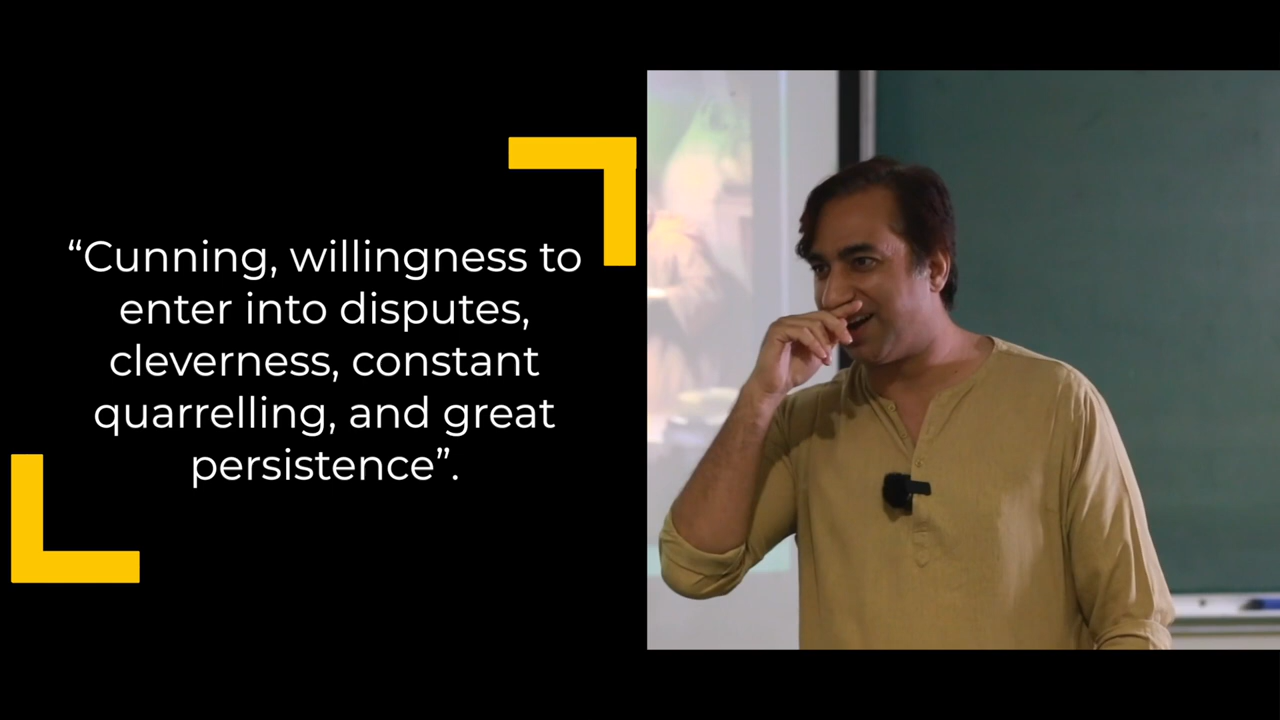 “Cunning, willingness to
enter into disputes,
cleverness, constant
quarrelling, and great
persistence”.